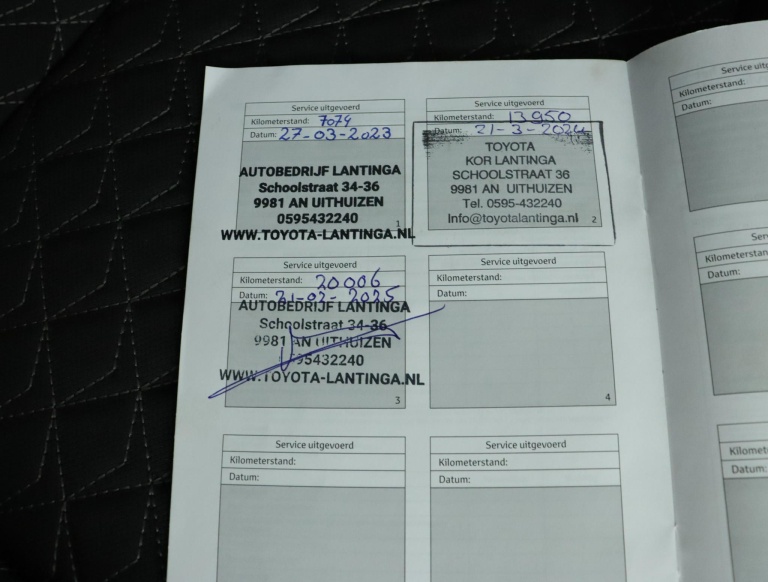 Service uitgevoerd
Kilometerstand: 7074
Datum: 27-03-2023
AUTOBEDRIJF LANTINGA
Schoolstraat 34-36
9981 AN UITHUIZEN
0595432240
1
WWW.TOYOTA-LANTINGA.NL
Service uitgevoerd
Kilometerstand: 13950
Datum: 21-3-2024
TOYOTA
KOR LANTINGA
SCHOOLSTRAAT 36
9981 AN UITHUIZEN
Tel. 0595-432240
Info@toyotalantinga.nl
2
Service uitgevoerd
Kilometerstand: 20006
Datum: 21-03-2025
AUTOBEDRIJF LANTINGA
Schoolstraat 34-36
9981 AN UITHUIZEN
0595432240
WWW.TOYOTA-LANTINGA.NL
3
Service uitgevoerd
Kilometerstand:
Datum:
4
Service uitgevoerd
Kilometerstand:
Datum:
Service uitgevoerd
Kilometerstand:
Datum:
Service
Kilometerstand:
Datum:
Kilometerstand
Datum:
Datum: